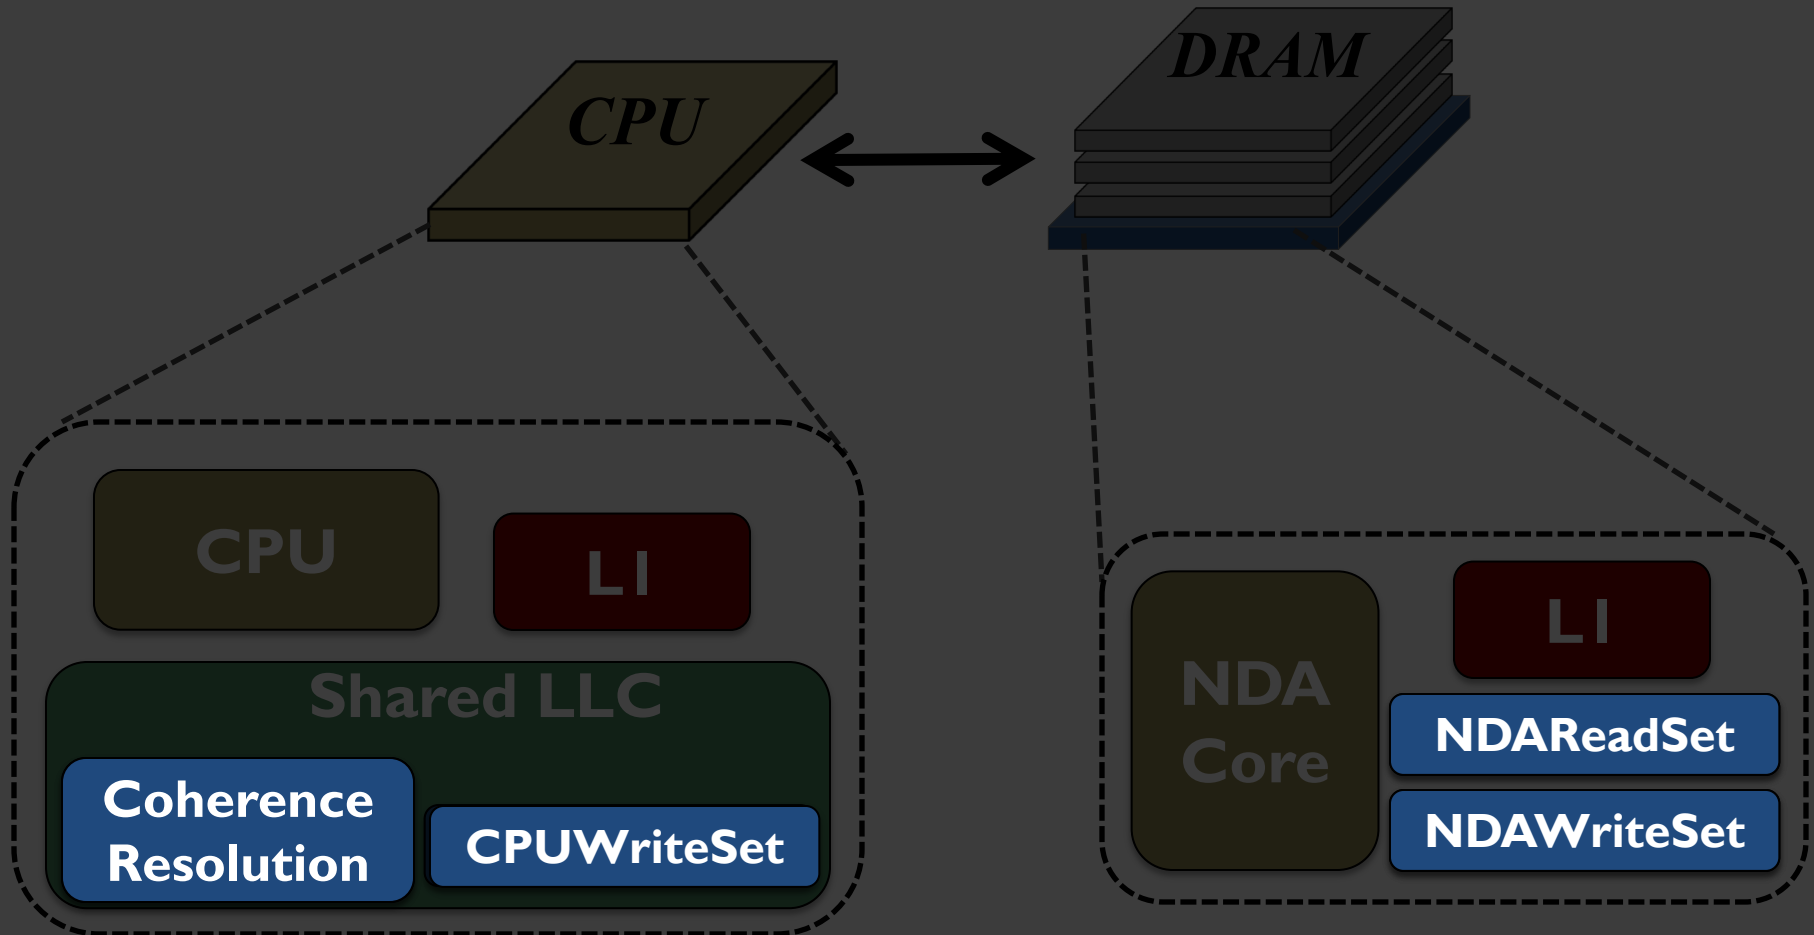 CPU
DRAM
CPU
L1
Shared LLC
Coherence
Resolution
CPUWriteSet
NDA
Core
L1
NDAReadSet
NDAWriteSet